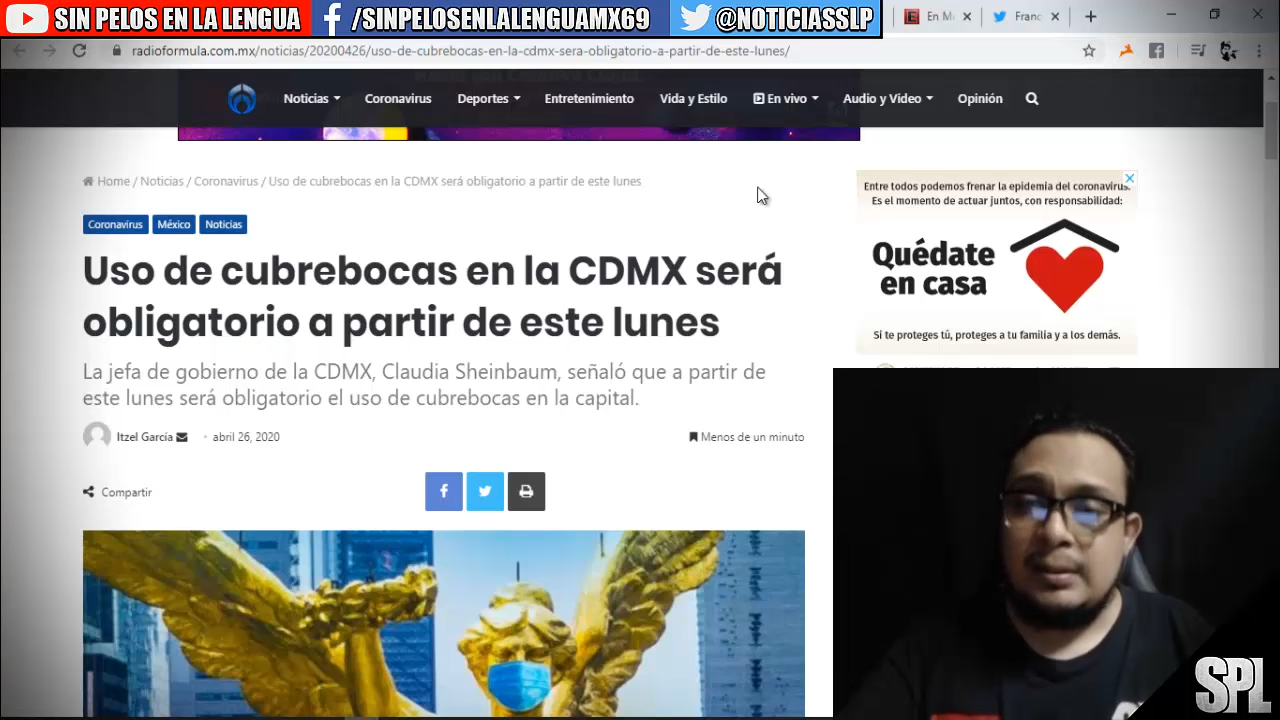 SIN PELOS EN LA LENGUA
/SINPELOSENLALENGUAMX69
@NOTICIASSLP
En M
Franc
radioformula.com.mx/noticias/20200426/uso-de-cubrebocas-en-la-cdmx-sera-obligatorio-a-partir-de-este-lunes/
Noticias
Coronavirus
Deportes
Entretenimiento
Vida y Estilo
En vivo
Audio y Video
Opinión
Home / Noticias / Coronavirus / Uso de cubrebocas en la CDMX será obligatorio a partir de este lunes
Coronavirus
México
Noticias
Uso de cubrebocas en la CDMX será
obligatorio a partir de este lunes
La jefa de gobierno de la CDMX, Claudia Sheinbaum, señaló que a partir de
este lunes será obligatorio el uso de cubrebocas en la capital.
Itzel García
abril 26, 2020
Menos de un minuto
Compartir
Entre todos podemos frenar la epidemia del coronavirus.
Es el momento de actuar juntos, con responsabilidad:
Quédate
en casa
Si te proteges tú, proteges a tu familia y a los demás.
SPL